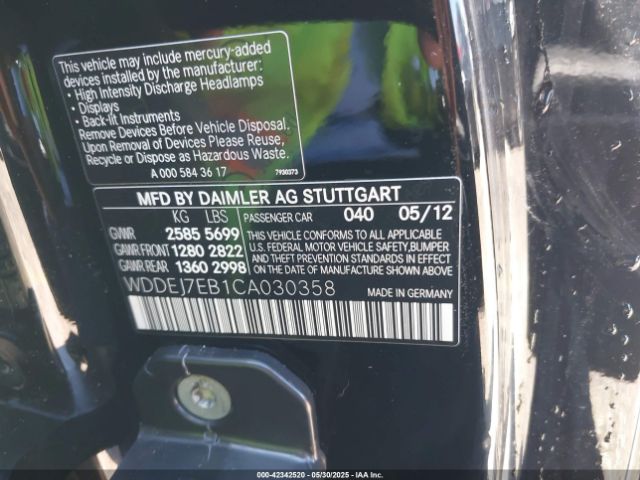 This vehicle may include mercury-added
devices installed by the manufacturer:
• High Intensity Discharge Headlamps
• Displays
• Back-lit Instruments
Remove Devices Before Vehicle Disposal.
Upon Removal of Devices Please Reuse,
Recycle or Dispose as Hazardous Waste.
A 000 584 36 17 7930373
MFD BY DAIMLER AG STUTTGART
KG LBS PASSENGER CAR 040 05/12
GVWR 2585 5699
GAWR FRONT 1280 2822
GAWR REAR 1360 2998
THIS VEHICLE CONFORMS TO ALL APPLICABLE
U.S. FEDERAL MOTOR VEHICLE SAFETY, BUMPER
AND THEFT PREVENTION STANDARDS IN EFFECT
ON THE DATE OF MANUFACTURE SHOWN ABOVE.
WDDEJ7EB1CA030358 MADE IN GERMANY
000-42342520 - 05/30/2025 - IAAI.COM